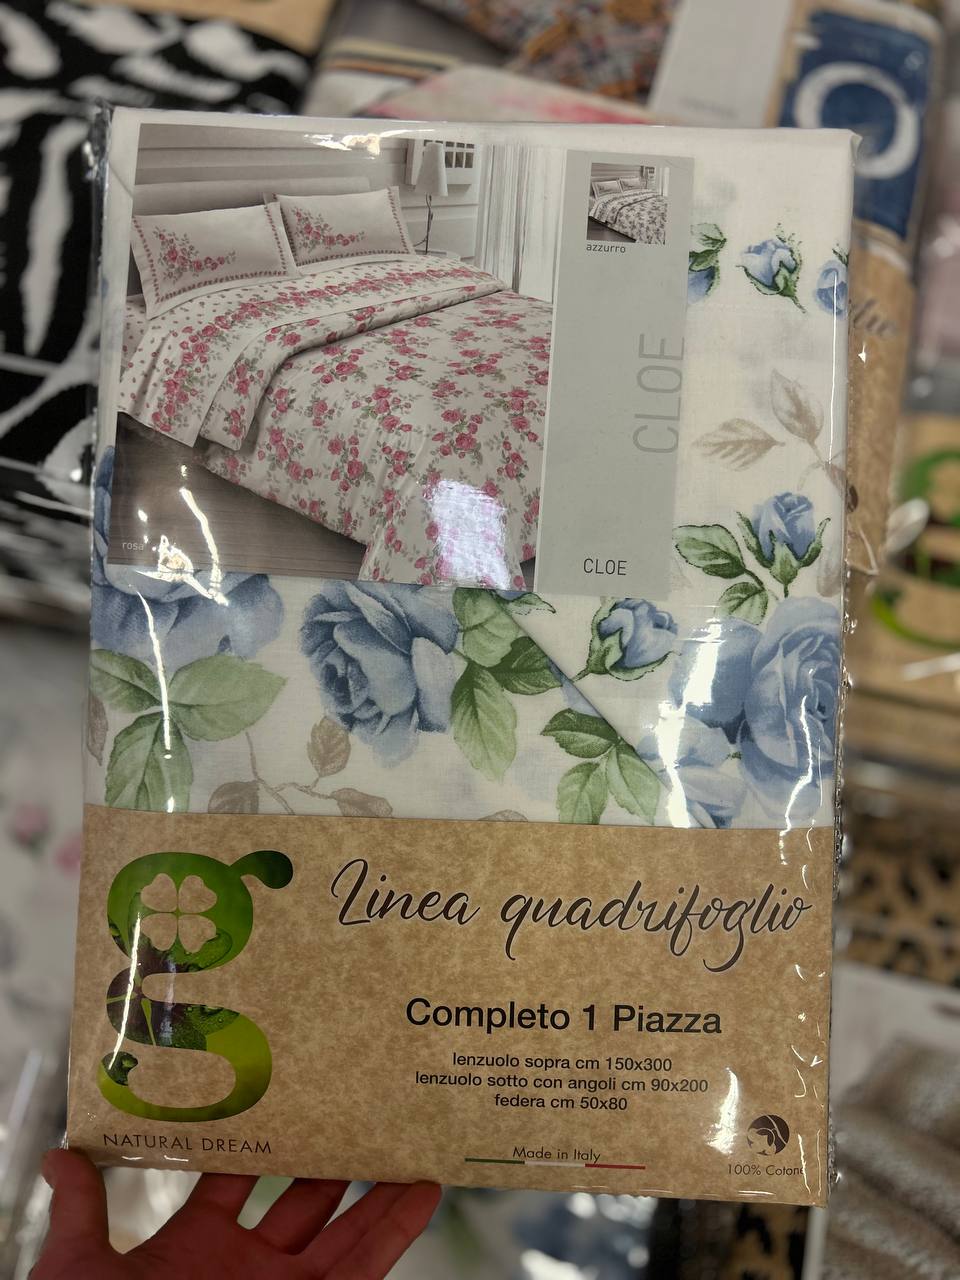 azzurro
CLOE
CLOE
rosa
Linea quadrifoglio
Completo 1 Piazza
lenzuolo sopra cm 150x300
lenzuolo sotto con angoli cm 90x200
federa cm 50x80
g
NATURAL DREAM
Made in Italy
100% Cotone